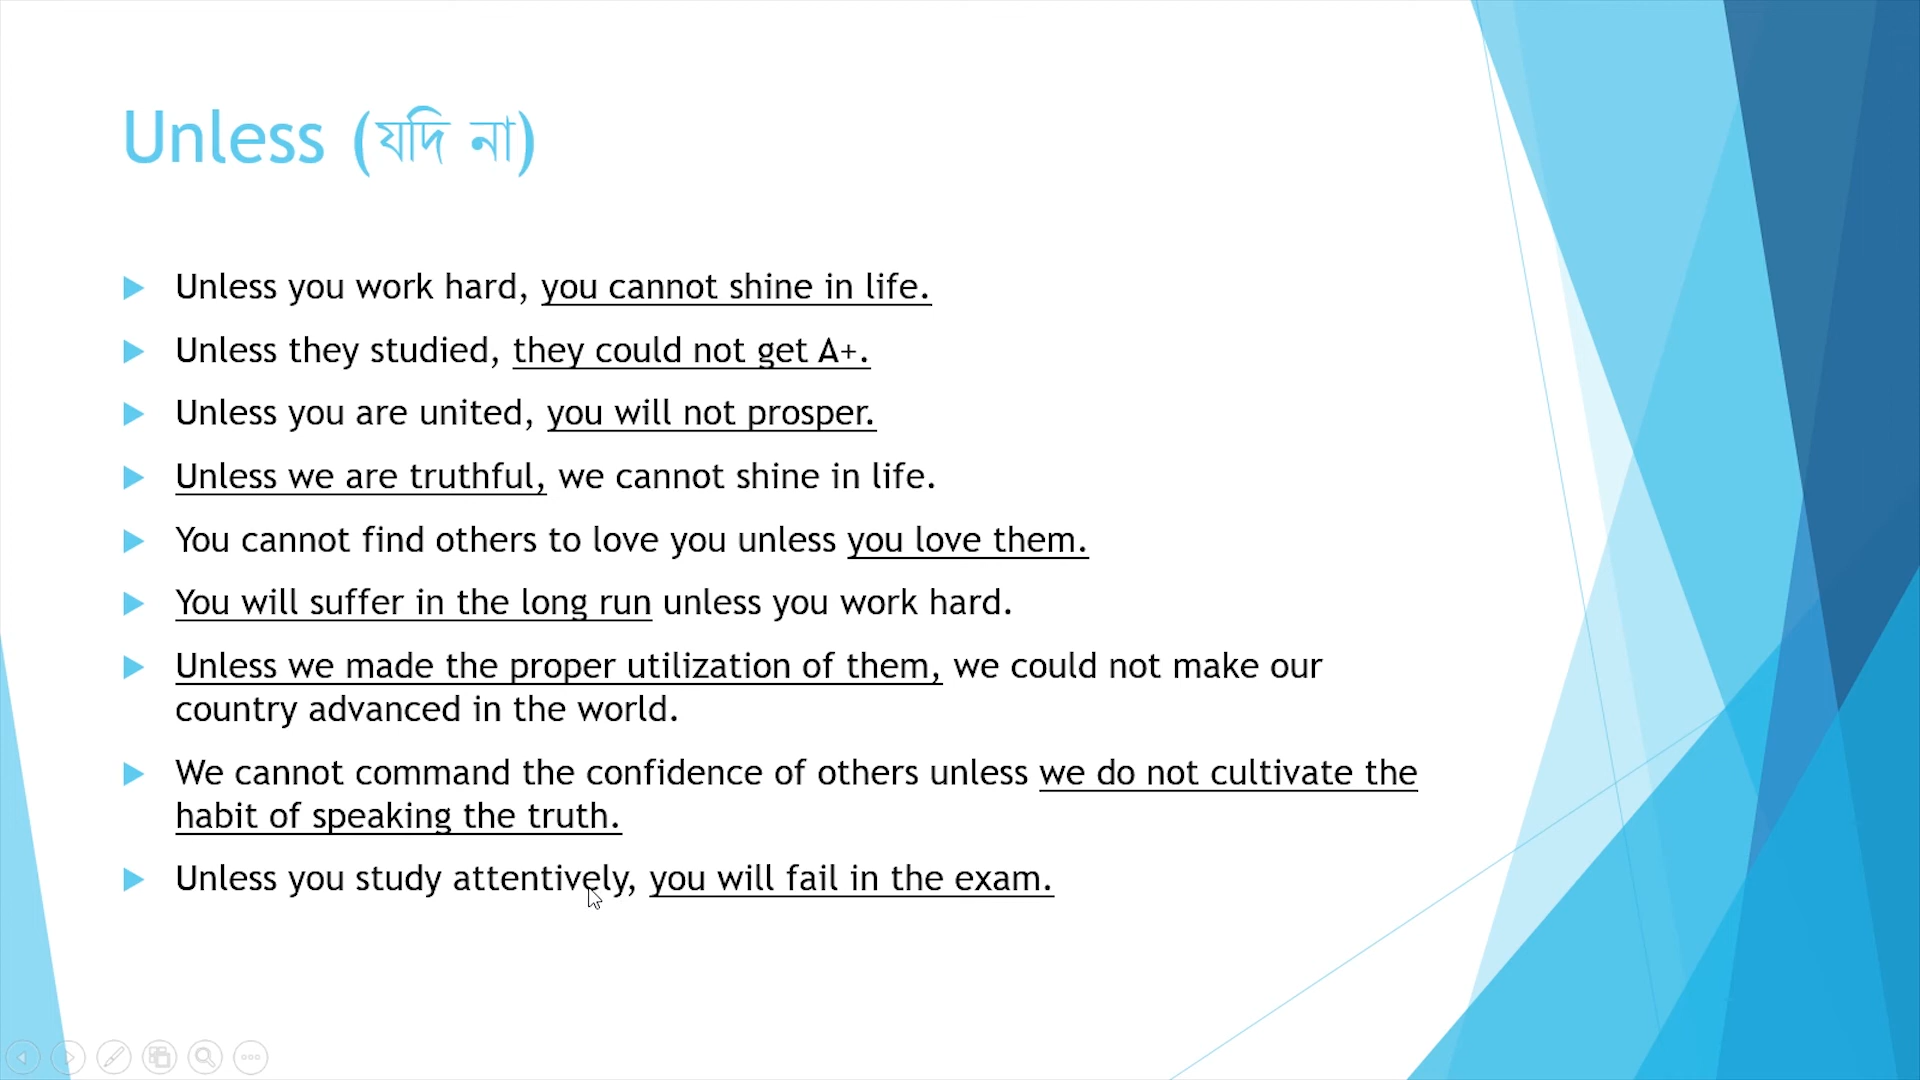 Unless (যদি না)
Unless you work hard, you cannot shine in life.
Unless they studied, they could not get A+.
Unless you are united, you will not prosper.
Unless we are truthful, we cannot shine in life.
You cannot find others to love you unless you love them.
You will suffer in the long run unless you work hard.
Unless we made the proper utilization of them, we could not make our
country advanced in the world.
We cannot command the confidence of others unless we do not cultivate the
habit of speaking the truth.
Unless you study attentively, you will fail in the exam.